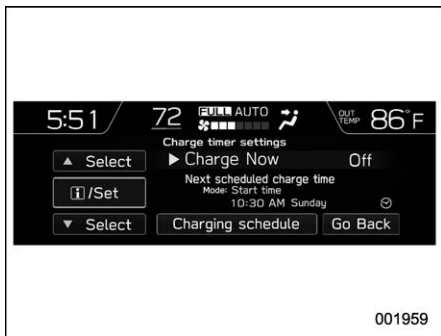 5:51 72 FULL AUTO OUT TEMP 86°F
Charge timer settings
▲ Select ▶ Charge Now Off
Next scheduled charge time
i/Set Mode: Start time
10:30 AM Sunday
▼ Select Charging schedule Go Back
001959